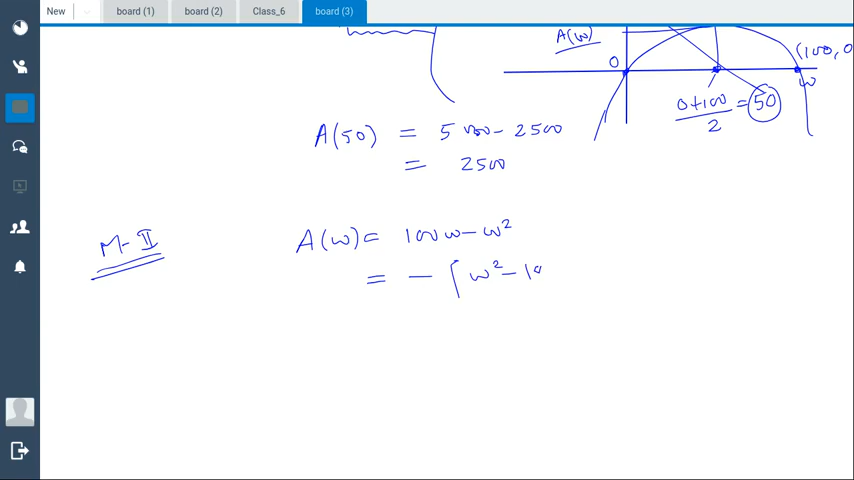 New board (1) board (2) Class_6 board (3)
A(w)
0
(100, 0
w
0+100 = 50
2
A(50) = 5000 - 2500
= 2500
M-II
A(w) = 100w - w²
= - [ w² - 10